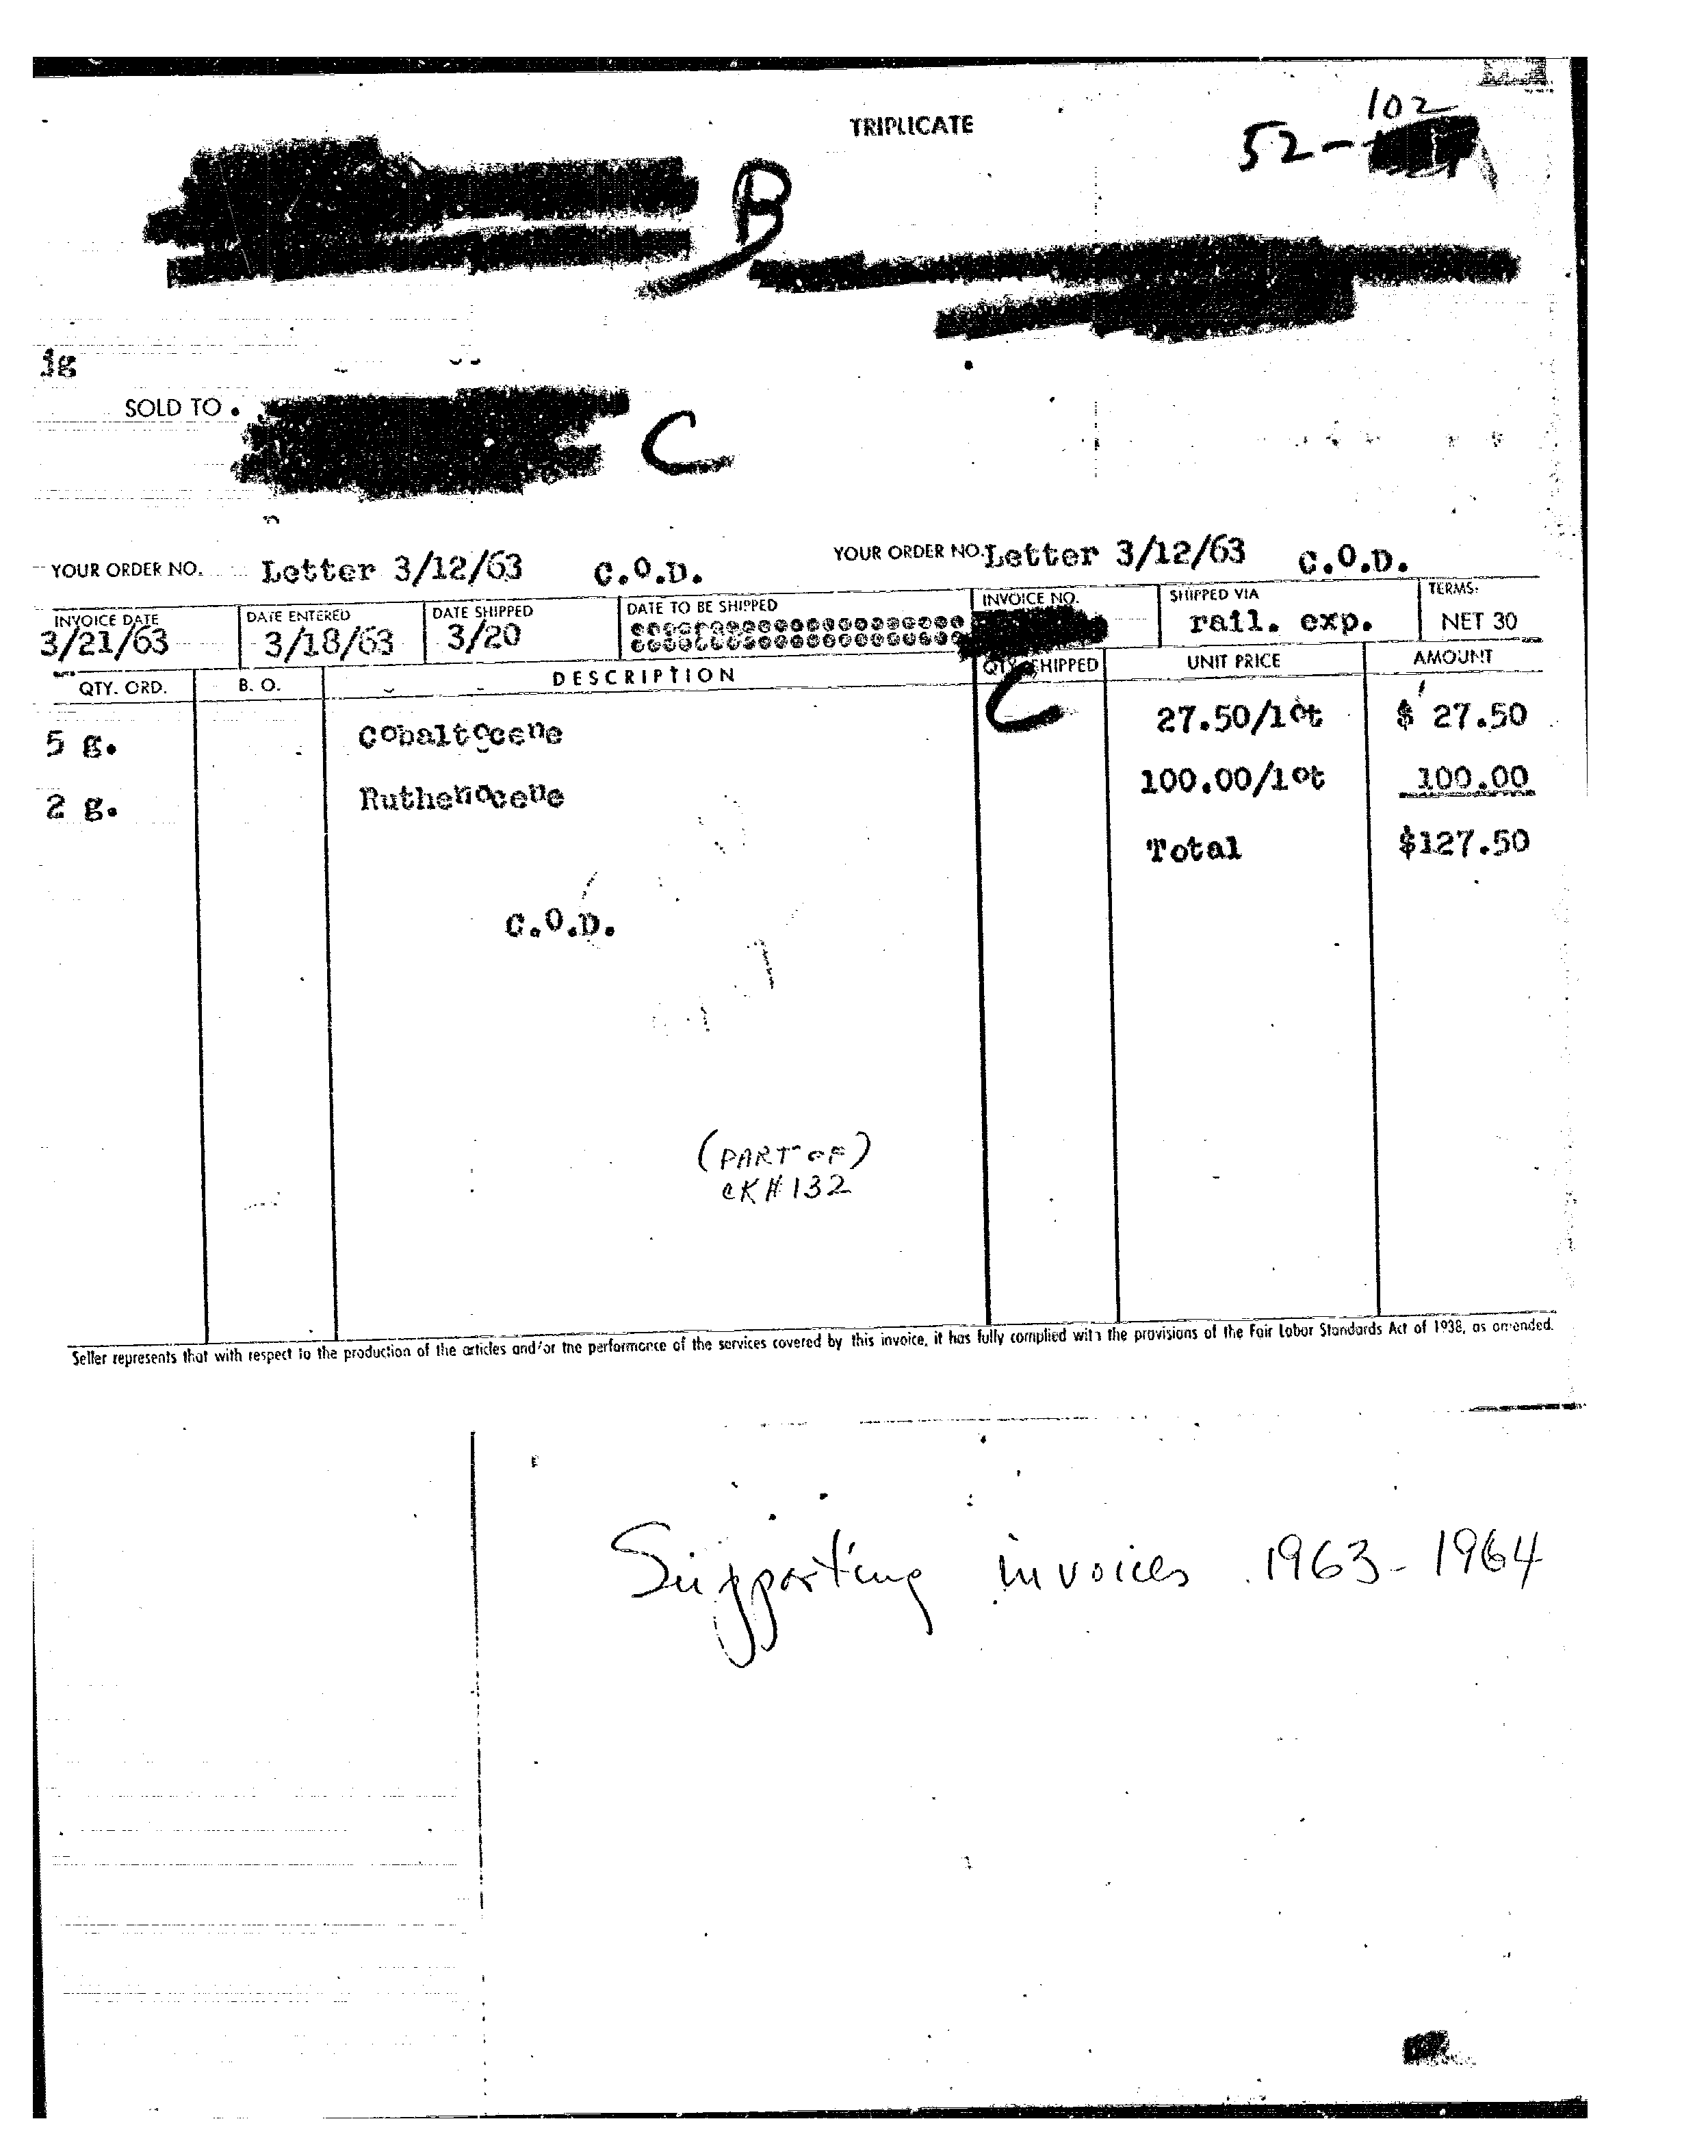 TRIPLICATE
102
52-
B
jg
SOLD TO
C
YOUR ORDER NO. Letter 3/12/63 C.O.D. YOUR ORDER NO. Letter 3/12/63 C.O.D.
INVOICE DATE DATE ENTERED DATE SHIPPED DATE TO BE SHIPPED INVOICE NO. SHIPPED VIA TERMS:
3/21/63 3/18/63 3/20 rail. exp. NET 30
QTY. ORD. B. O. DESCRIPTION QTY. SHIPPED UNIT PRICE AMOUNT
C
5 g. Cobaltocene 27.50/lot $ 27.50
2 g. Ruthenocene 100.00/lot 100.00
Total $127.50
C.O.D.
(PART OF)
CK#132
Seller represents that with respect to the production of the articles and/or the performance of the services covered by this invoice, it has fully complied with the provisions of the Fair Labor Standards Act of 1938, as amended.
Supporting invoices 1963-1964